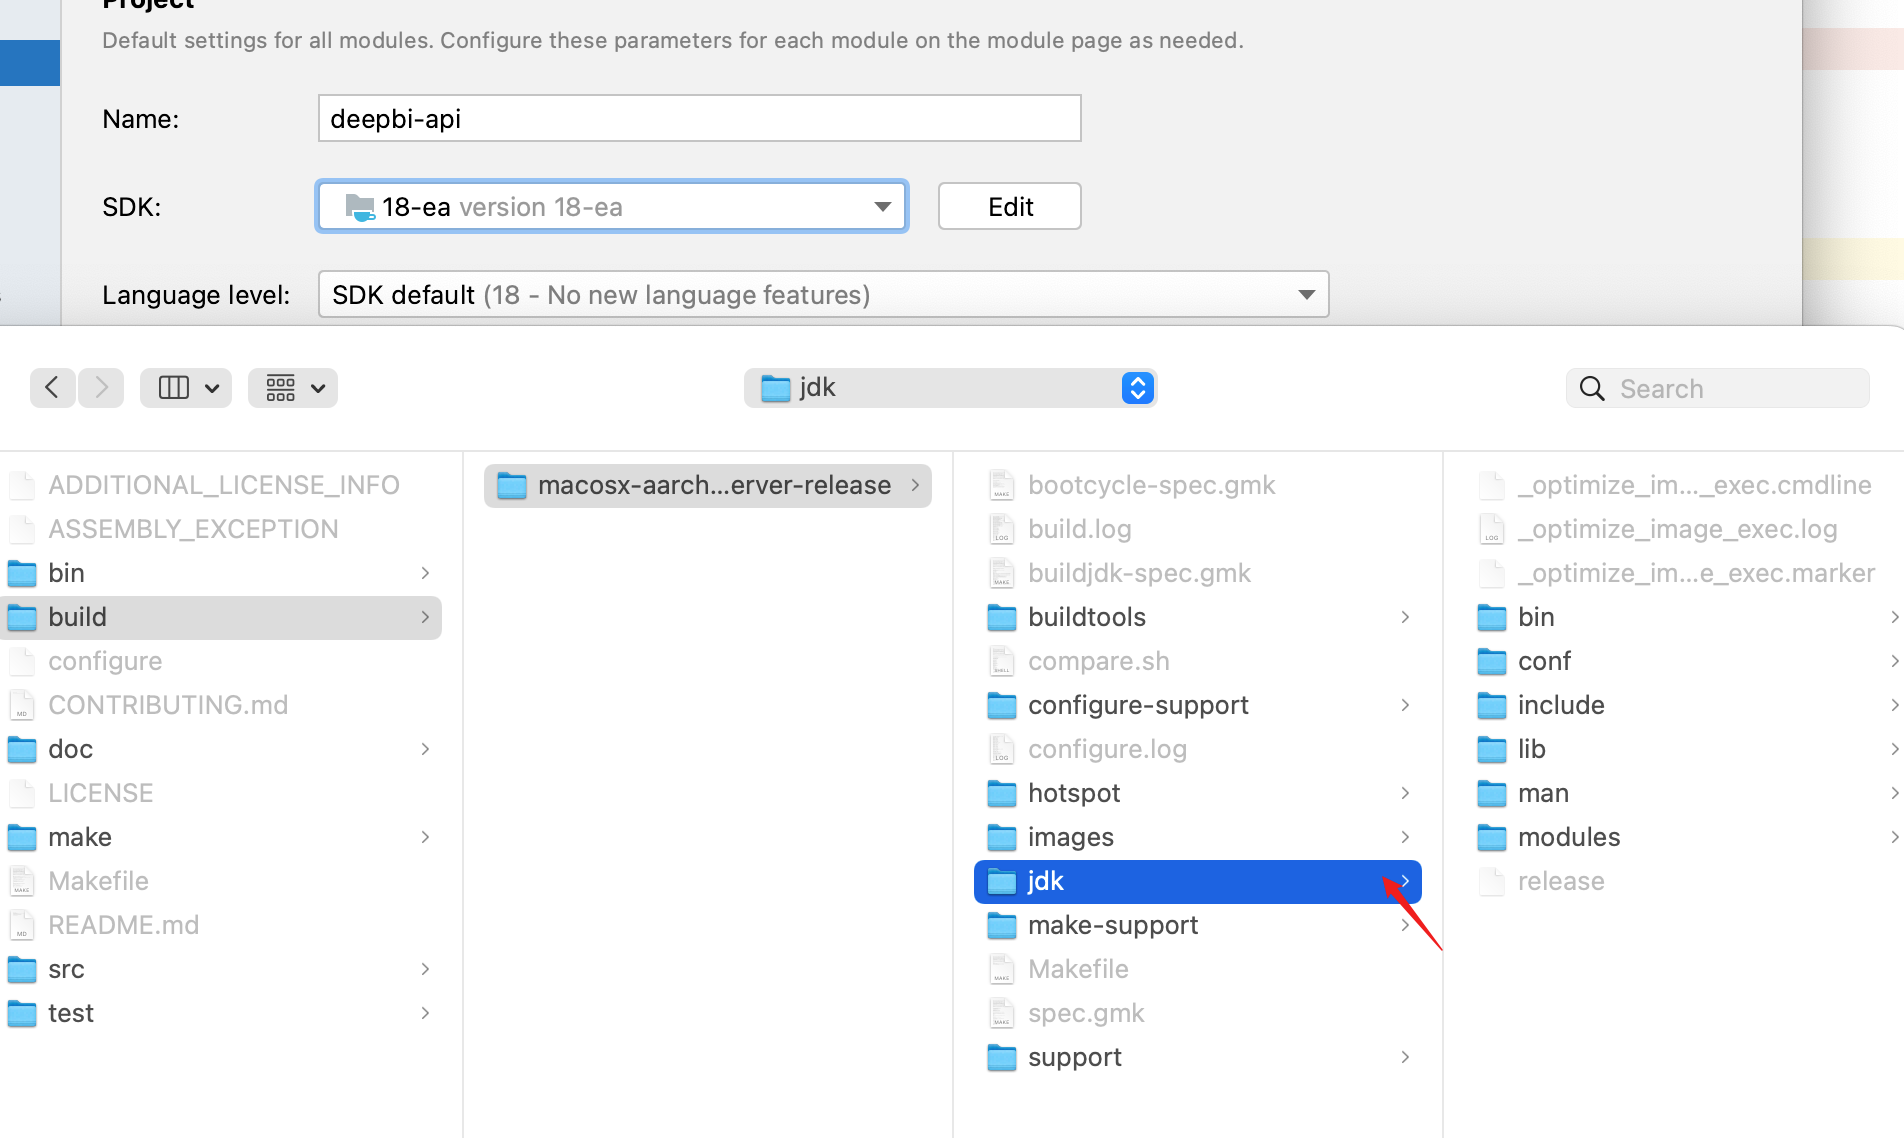 Project
Default settings for all modules. Configure these parameters for each module on the module page as needed.
Name:
deepbi-api
SDK:
18-ea version 18-ea
Edit
Language level:
SDK default (18 - No new language features)
jdk
Search
ADDITIONAL_LICENSE_INFO
ASSEMBLY_EXCEPTION
bin
build
configure
CONTRIBUTING.md
doc
LICENSE
make
Makefile
README.md
src
test
macosx-aarch...erver-release
bootcycle-spec.gmk
build.log
buildjdk-spec.gmk
buildtools
compare.sh
configure-support
configure.log
hotspot
images
jdk
make-support
Makefile
spec.gmk
support
_optimize_im..._exec.cmdline
_optimize_image_exec.log
_optimize_im...e_exec.marker
bin
conf
include
lib
man
modules
release